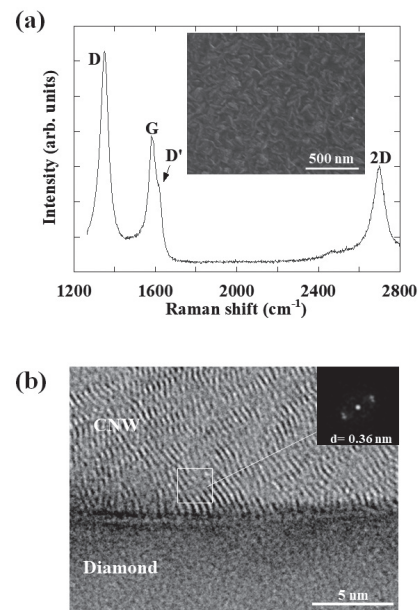 (a)
Intensity (arb. units)
D
G
D'
2D
500 nm
1200 1600 2000 2400 2800
Raman shift (cm-1)
(b)
CNW
d= 0.36 nm
Diamond
5 nm